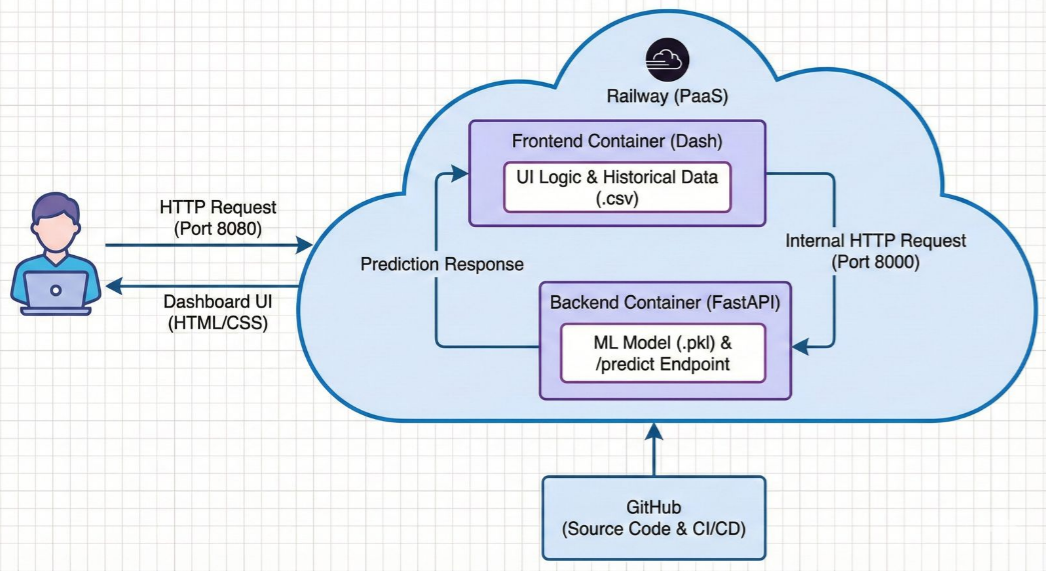 Railway (PaaS)
Frontend Container (Dash)
UI Logic & Historical Data
(.csv)
HTTP Request
(Port 8080)
Dashboard UI
(HTML/CSS)
Prediction Response
Internal HTTP Request
(Port 8000)
Backend Container (FastAPI)
ML Model (.pkl) &
/predict Endpoint
GitHub
(Source Code & CI/CD)